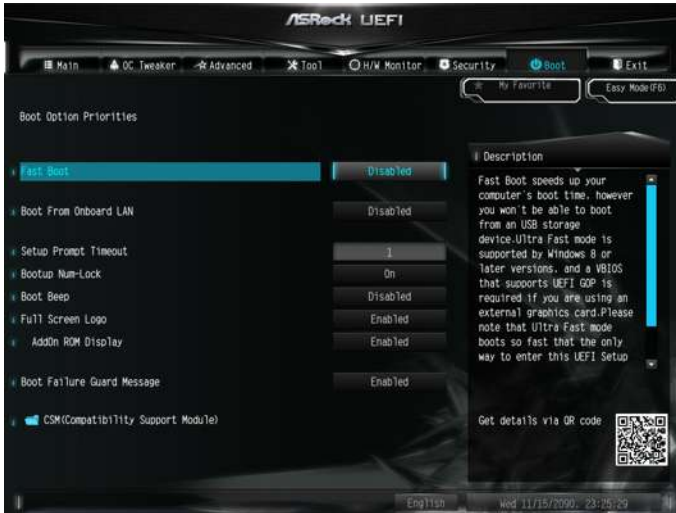 ASRock UEFI
Main OC Tweaker Advanced Tool H/W Monitor Security Boot Exit
My Favorite Easy Mode(F6)
Boot Option Priorities
Fast Boot Disabled
Boot From Onboard LAN Disabled
Setup Prompt Timeout 1
Bootup Num-Lock On
Boot Beep Disabled
Full Screen Logo Enabled
AddOn ROM Display Enabled
Boot Failure Guard Message Enabled
CSM(Compatibility Support Module)
Description
Fast Boot speeds up your
computer's boot time, however
you won't be able to boot
from an USB storage
device.Ultra Fast mode is
supported by Windows 8 or
later versions, and a VBIOS
that supports UEFI GOP is
required if you are using an
external graphics card.Please
note that Ultra Fast mode
boots so fast that the only
way to enter this UEFI Setup
Get details via QR code
English Wed 11/15/2090, 23:25:29